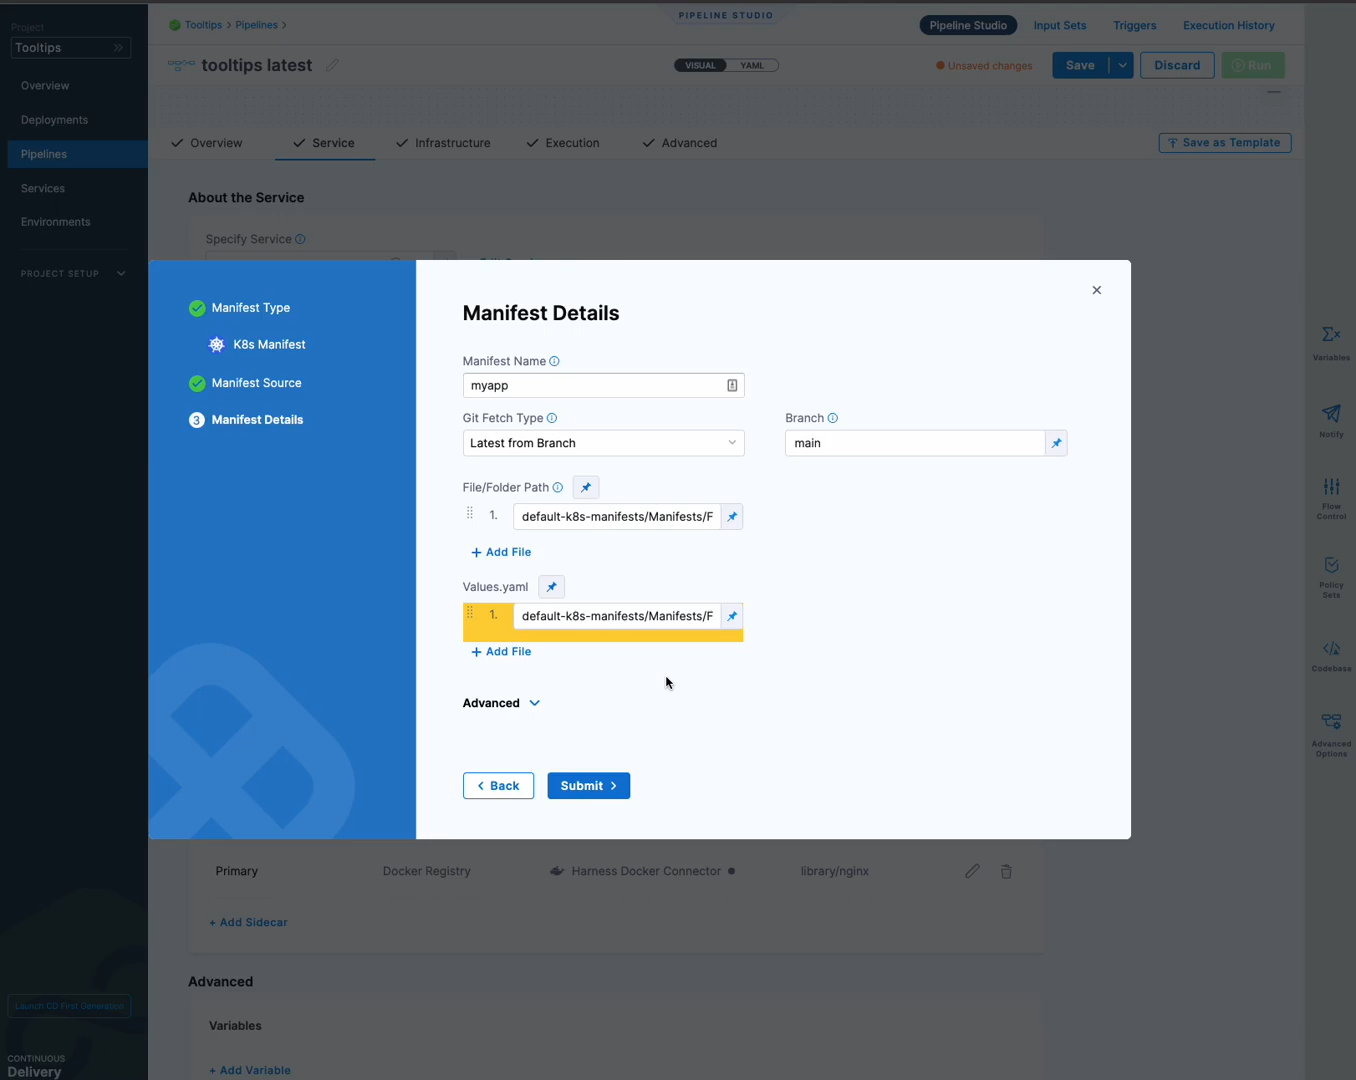 Project
Tooltips
Overview
Deployments
Pipelines
Services
Environments
PROJECT SETUP
Launch CD First Generation
CONTINUOUS
Delivery
Tooltips > Pipelines >
PIPELINE STUDIO
Pipeline Studio
Input Sets
Triggers
Execution History
tooltips latest
VISUAL
YAML
Unsaved changes
Save
Discard
Run
Overview
Service
Infrastructure
Execution
Advanced
Save as Template
About the Service
Specify Service
Manifest Type
K8s Manifest
Manifest Source
3 Manifest Details
Manifest Details
Manifest Name
myapp
Git Fetch Type
Latest from Branch
Branch
main
File/Folder Path
1. default-k8s-manifests/Manifests/F
+ Add File
Values.yaml
1. default-k8s-manifests/Manifests/F
+ Add File
Advanced
Back
Submit
Primary
Docker Registry
Harness Docker Connector
library/nginx
+ Add Sidecar
Advanced
Variables
+ Add Variable
Variables
Notify
Flow
Control
Policy
Sets
Codebase
Advanced
Options